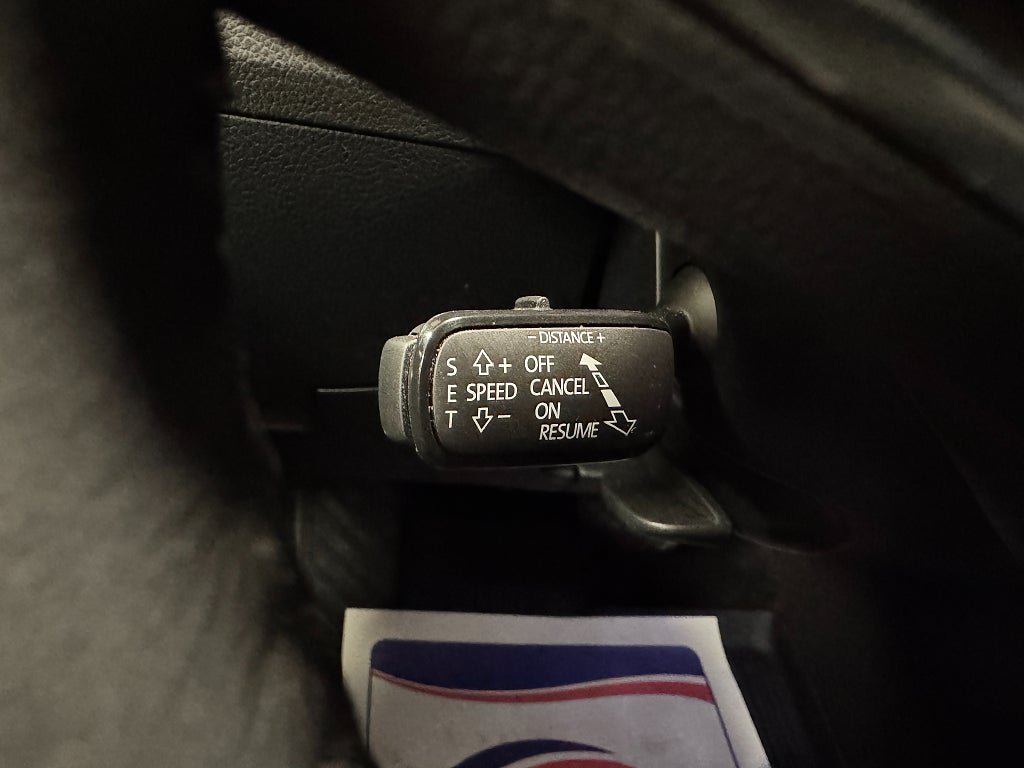 - DISTANCE +
S + OFF
E SPEED CANCEL
T - ON
RESUME